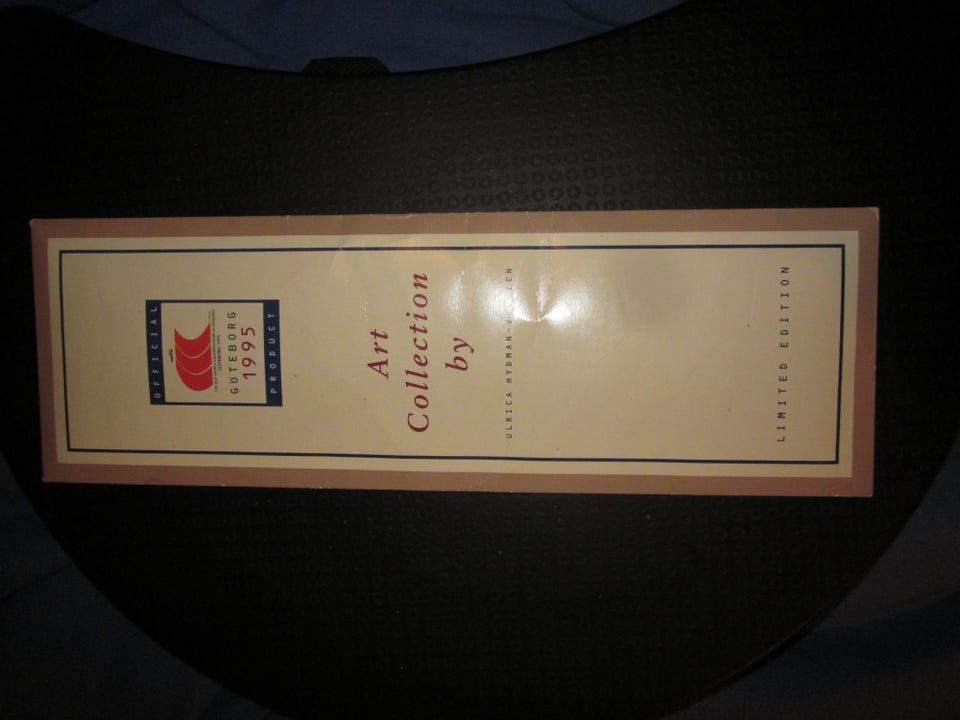 OFFICIAL
GÖTEBORG
1995
PRODUCT
Art
Collection
by
ULRICA HYDMAN-
LIMITED EDITION